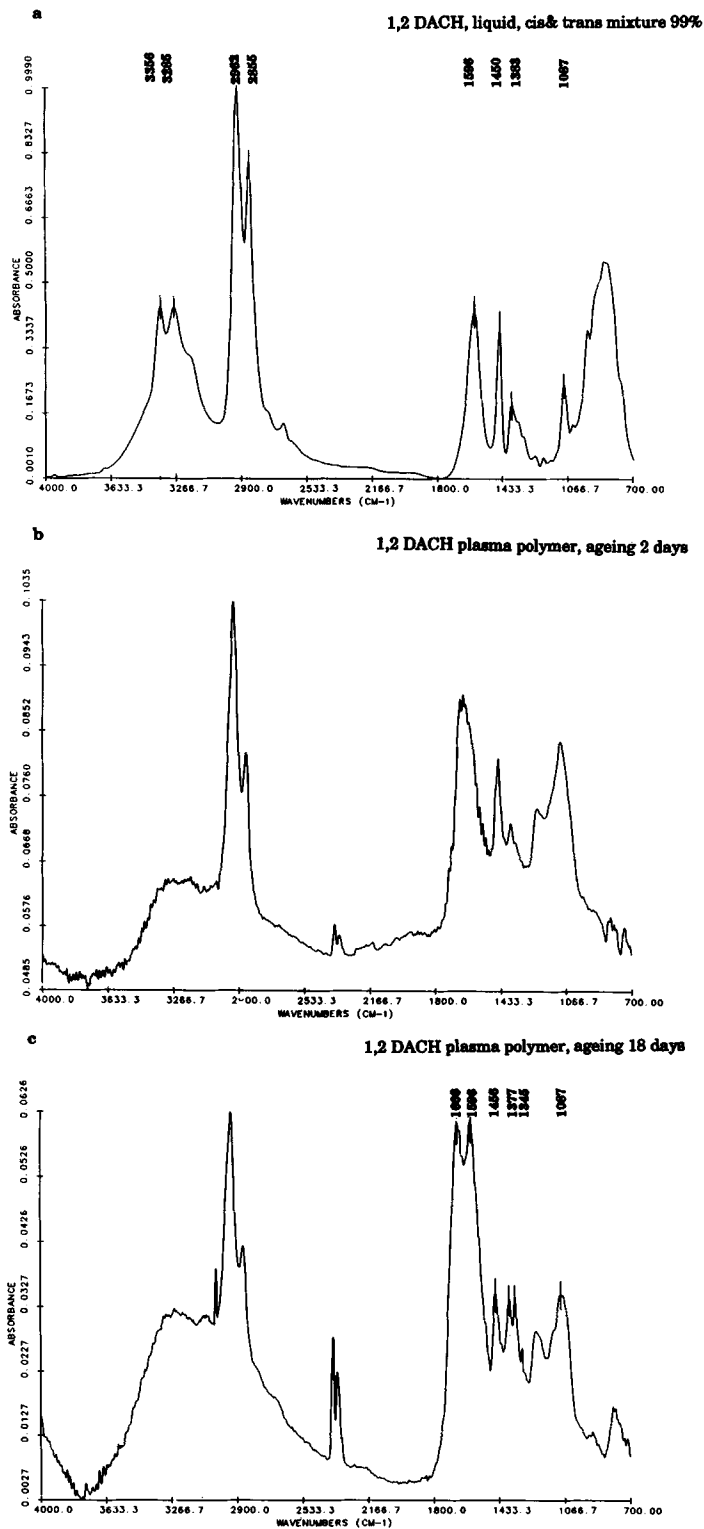 a
1,2 DACH, liquid, cis& trans mixture 99%
3356 3265 2962 2855 1596 1450 1363 1087
0.9990
0.8327
0.6663
0.5000
0.3337
0.1673
0.0010
ABSORBANCE
4000.0 3633.3 3266.7 2900.0 2533.3 2166.7 1800.0 1433.3 1066.7 700.00
WAVENUMBERS (CM-1)
b
1,2 DACH plasma polymer, ageing 2 days
0.1035
0.0943
0.0852
0.0760
0.0668
0.0576
0.0485
ABSORBANCE
4000.0 3633.3 3266.7 2900.0 2533.3 2166.7 1800.0 1433.3 1066.7 700.00
WAVENUMBERS (CM-1)
c
1,2 DACH plasma polymer, ageing 18 days
1596 1456 1377 1345 1087
0.0626
0.0526
0.0426
0.0327
0.0227
0.0127
0.0027
ABSORBANCE
4000.0 3633.3 3266.7 2900.0 2533.3 2166.7 1800.0 1433.3 1066.7 700.00
WAVENUMBERS (CM-1)